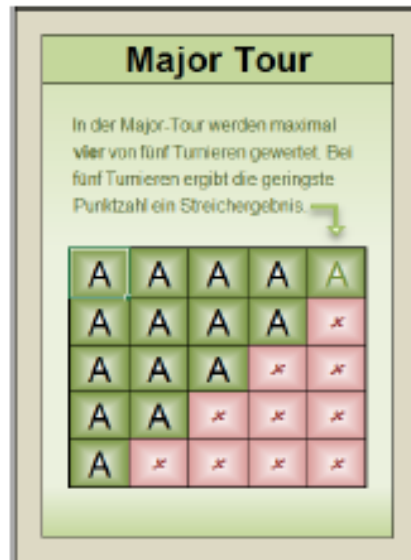 Major Tour
In der Major-Tour werden maximal
vier von fünf Turnieren gewertet. Bei
fünf Turnieren ergibt die geringste
Punktzahl ein Streichergebnis.
A A A A A
A A A A x
A A A x x
A A x x x
A x x x x